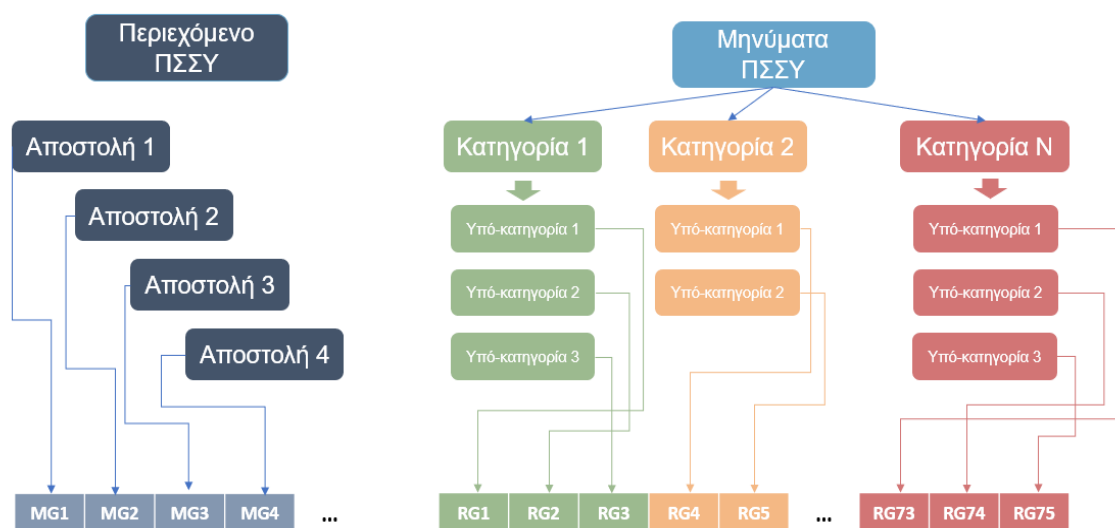 Περιεχόμενο
ΠΣΣΥ
Μηνύματα
ΠΣΣΥ
Αποστολή 1
Αποστολή 2
Αποστολή 3
Αποστολή 4
Κατηγορία 1
Κατηγορία 2
Κατηγορία Ν
Υπό-κατηγορία 1
Υπό-κατηγορία 2
Υπό-κατηγορία 3
Υπό-κατηγορία 1
Υπό-κατηγορία 2
Υπό-κατηγορία 1
Υπό-κατηγορία 2
Υπό-κατηγορία 3
MG1 MG2 MG3 MG4 ...
RG1 RG2 RG3 RG4 RG5 ... RG73 RG74 RG75